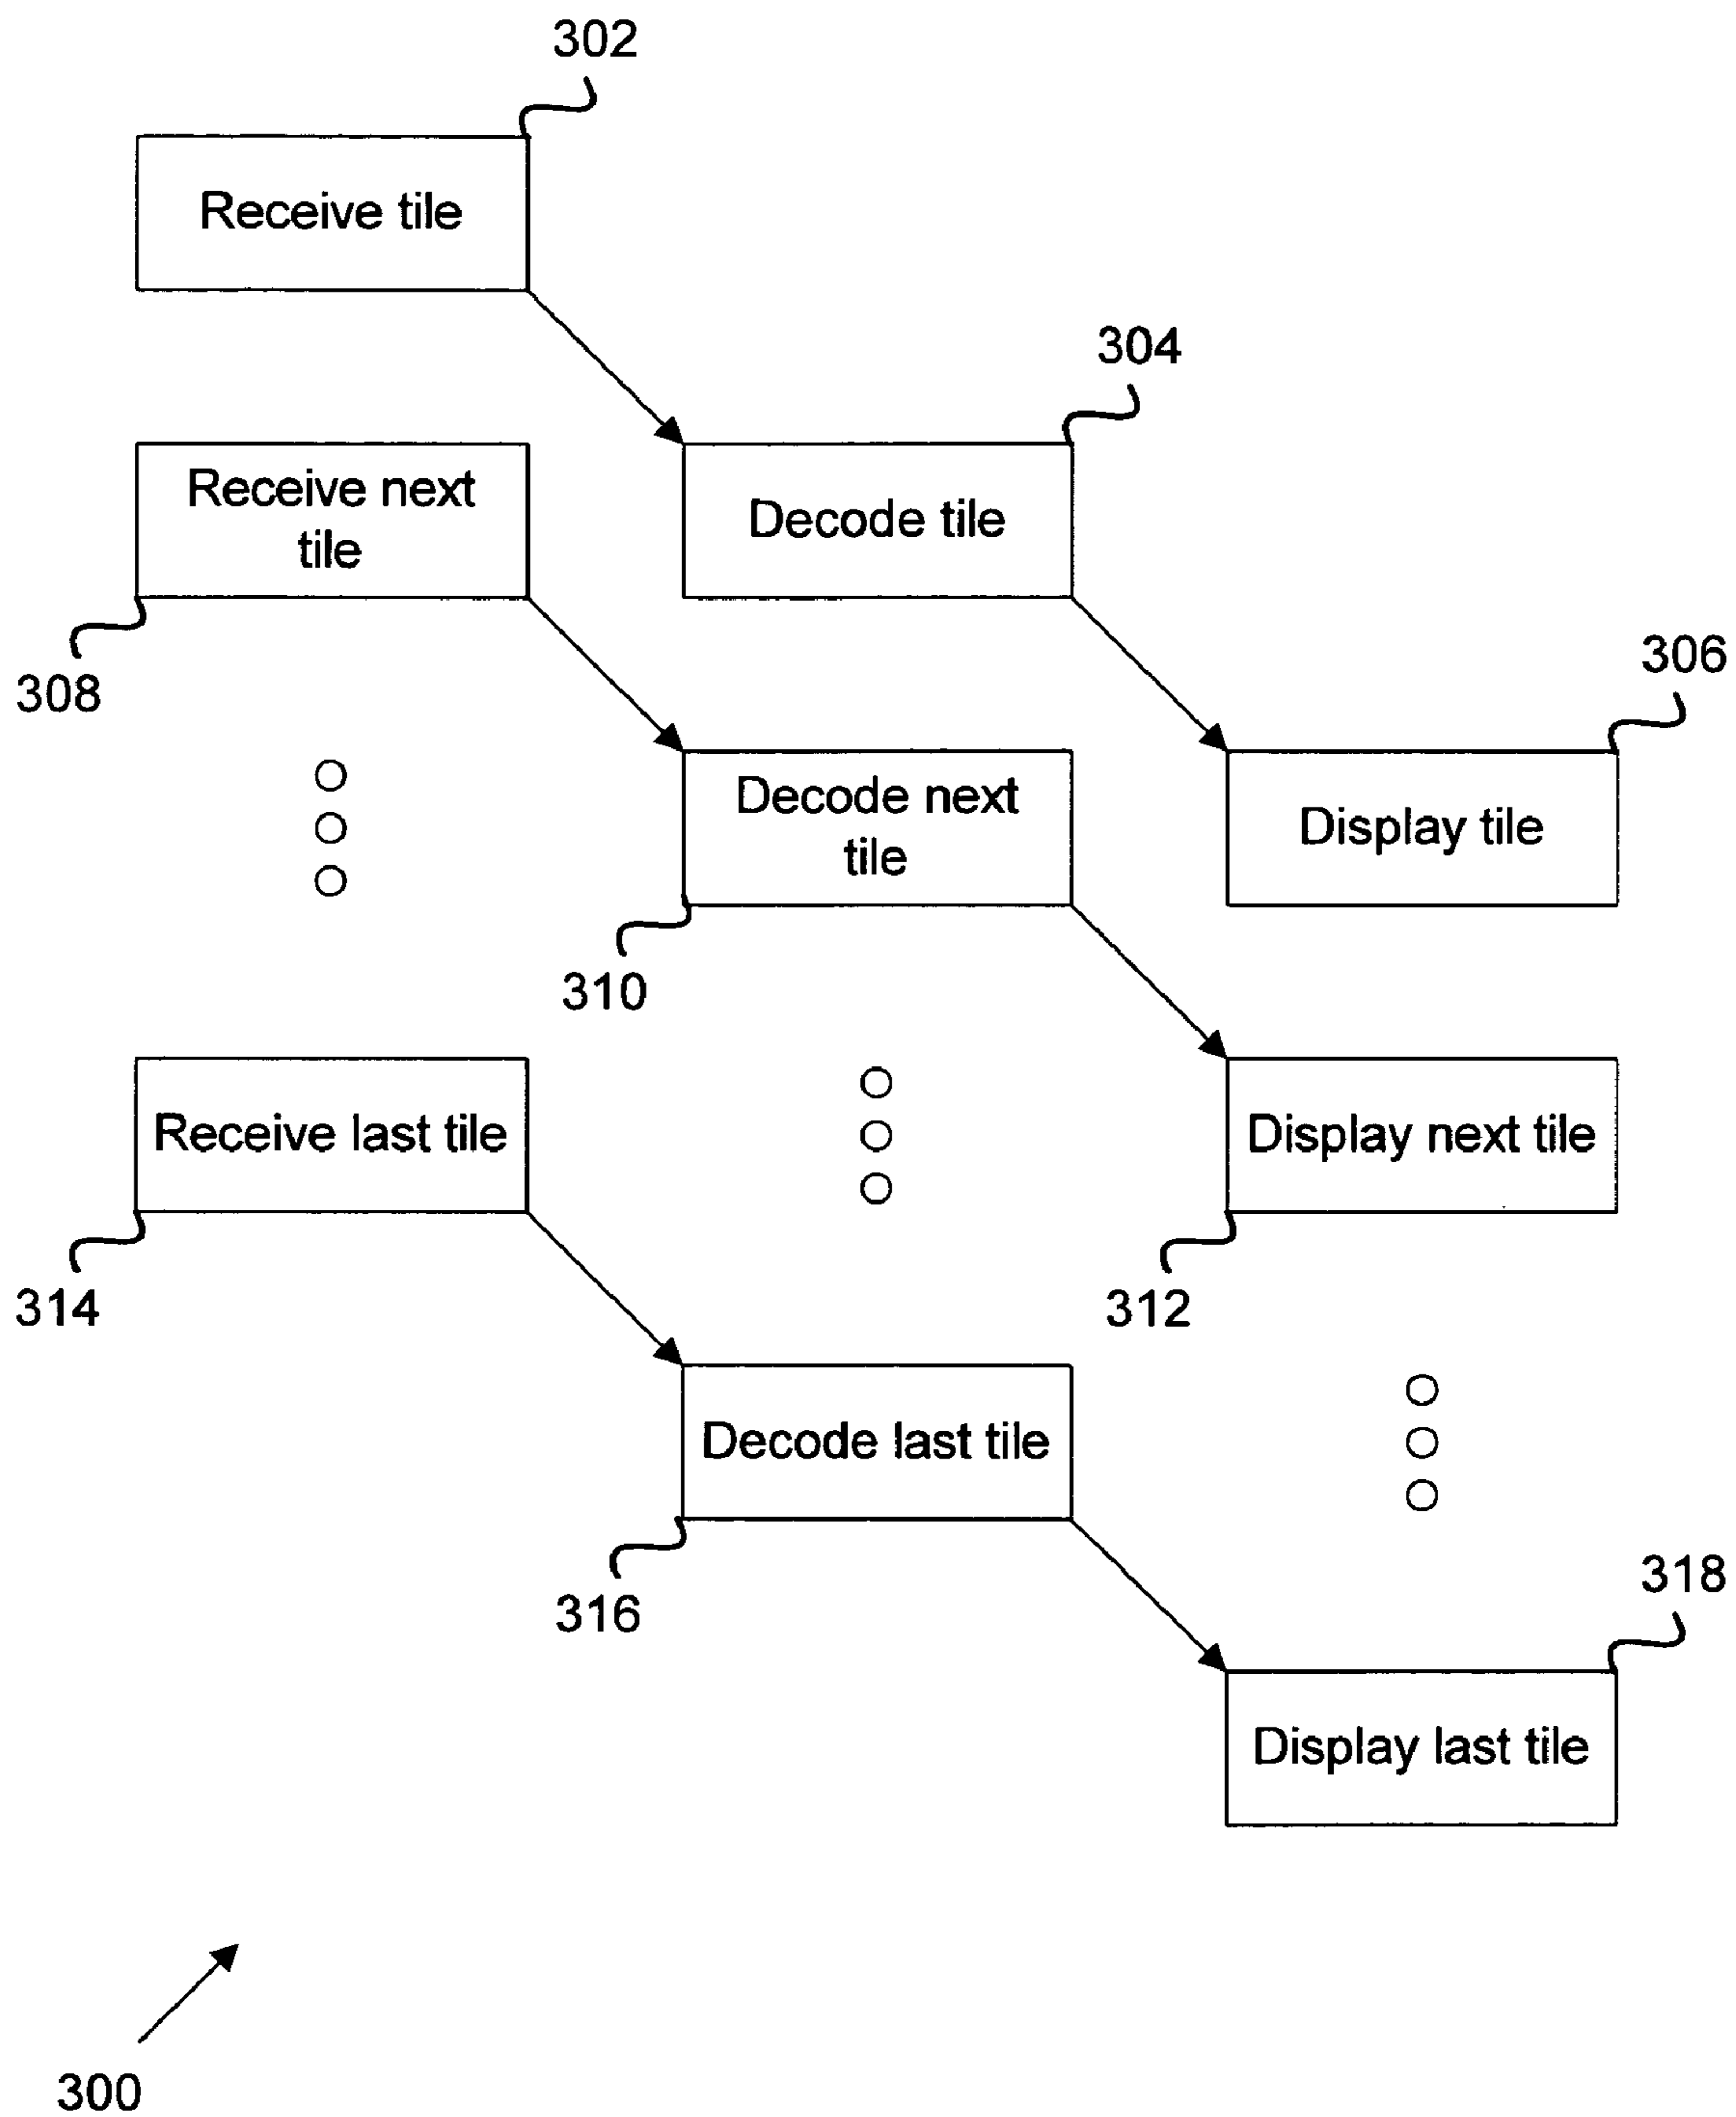 302
Receive tile
304
Receive next
tile
Decode tile
308
306
Decode next
tile
Display tile
310
Receive last tile
Display next tile
314
312
Decode last tile
316
318
Display last tile
300